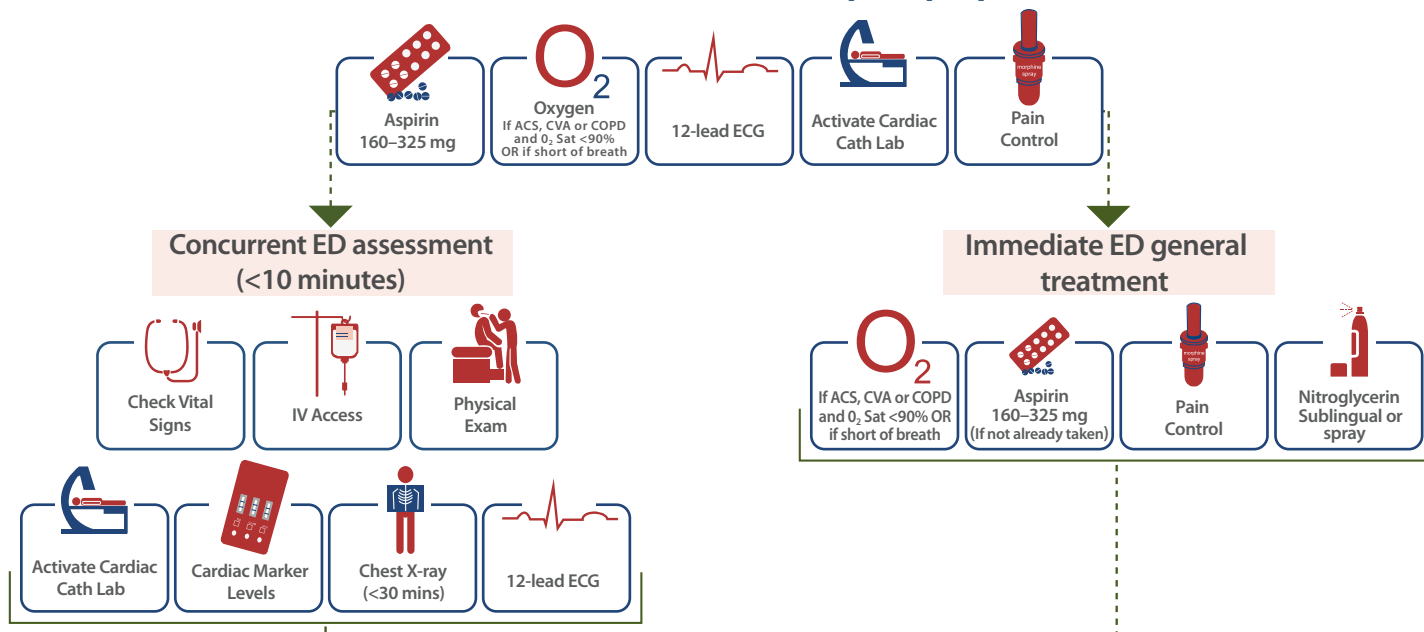 O2
Aspirin
160–325 mg
Oxygen
If ACS, CVA or COPD
and 0₂ Sat <90%
OR if short of breath
12-lead ECG
Activate Cardiac
Cath Lab
morphine
spray
Pain
Control
Concurrent ED assessment
(<10 minutes)
Immediate ED general
treatment
Check Vital
Signs
IV Access
Physical
Exam
O2
If ACS, CVA or COPD
and 0₂ Sat <90% OR
if short of breath
Aspirin
160–325 mg
(If not already taken)
morphine
spray
Pain
Control
Nitroglycerin
Sublingual or
spray
Activate Cardiac
Cath Lab
Cardiac Marker
Levels
Chest X-ray
(<30 mins)
12-lead ECG